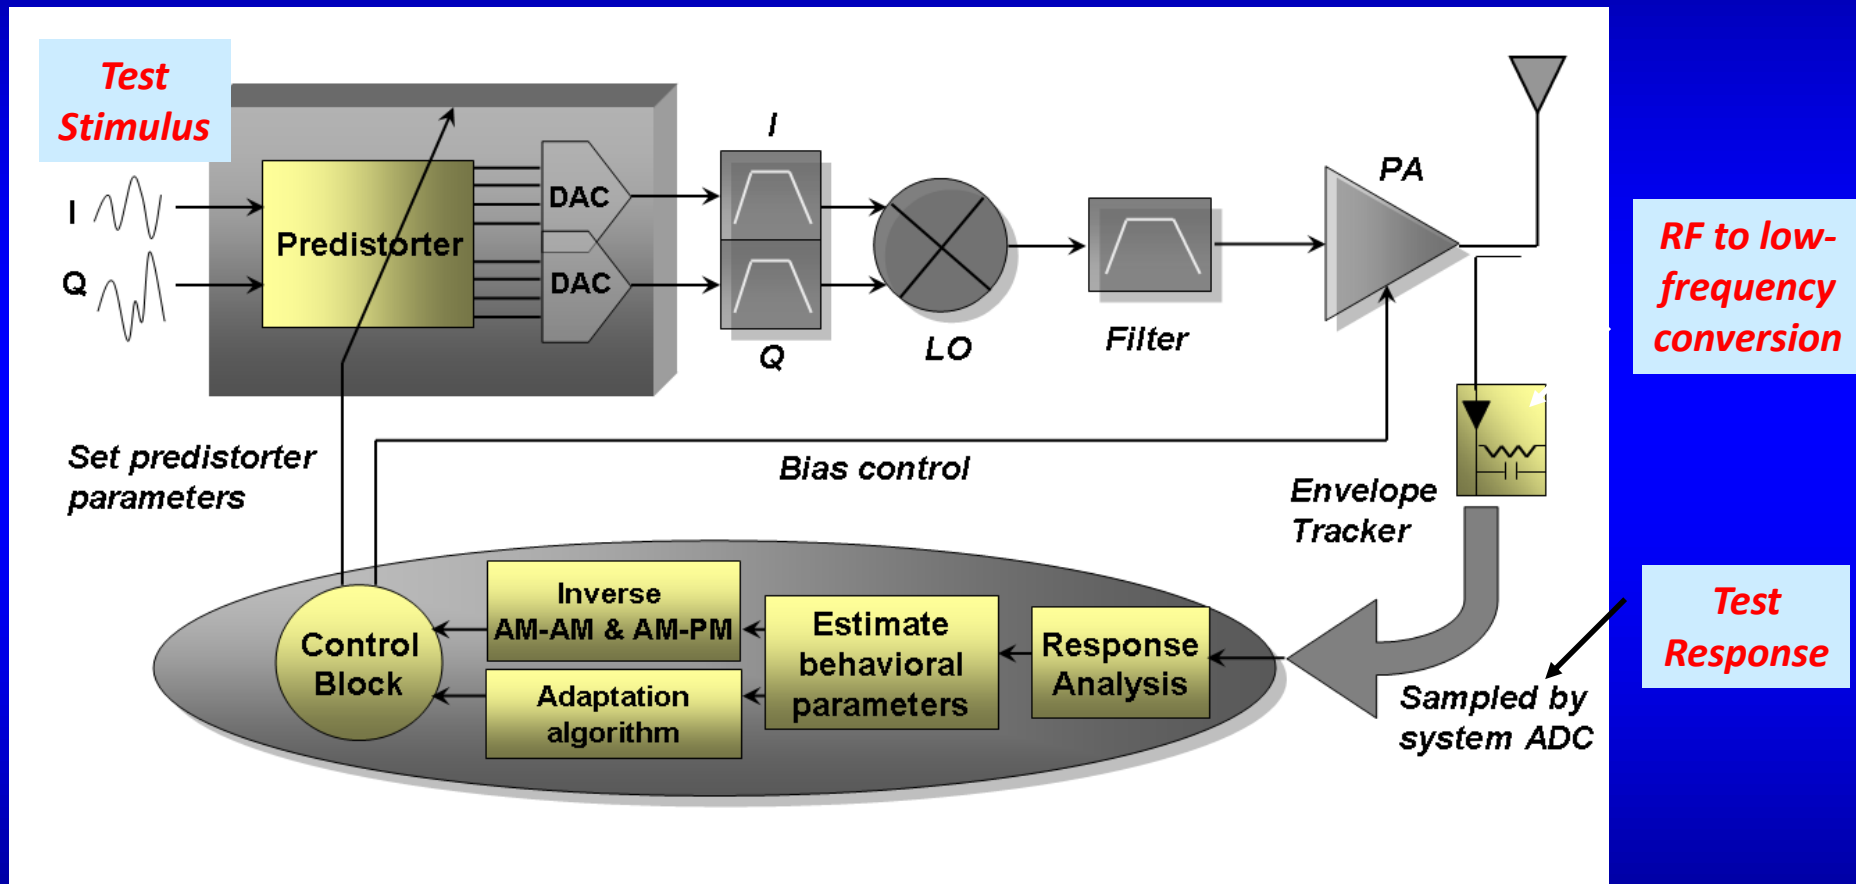 Test
Stimulus
I
Q
Predistorter
DAC
DAC
I
Q
LO
Filter
PA
RF to low-
frequency
conversion
Set predistorter
parameters
Bias control
Envelope
Tracker
Control
Block
Inverse
AM-AM & AM-PM
Adaptation
algorithm
Estimate
behavioral
parameters
Response
Analysis
Sampled by
system ADC
Test
Response